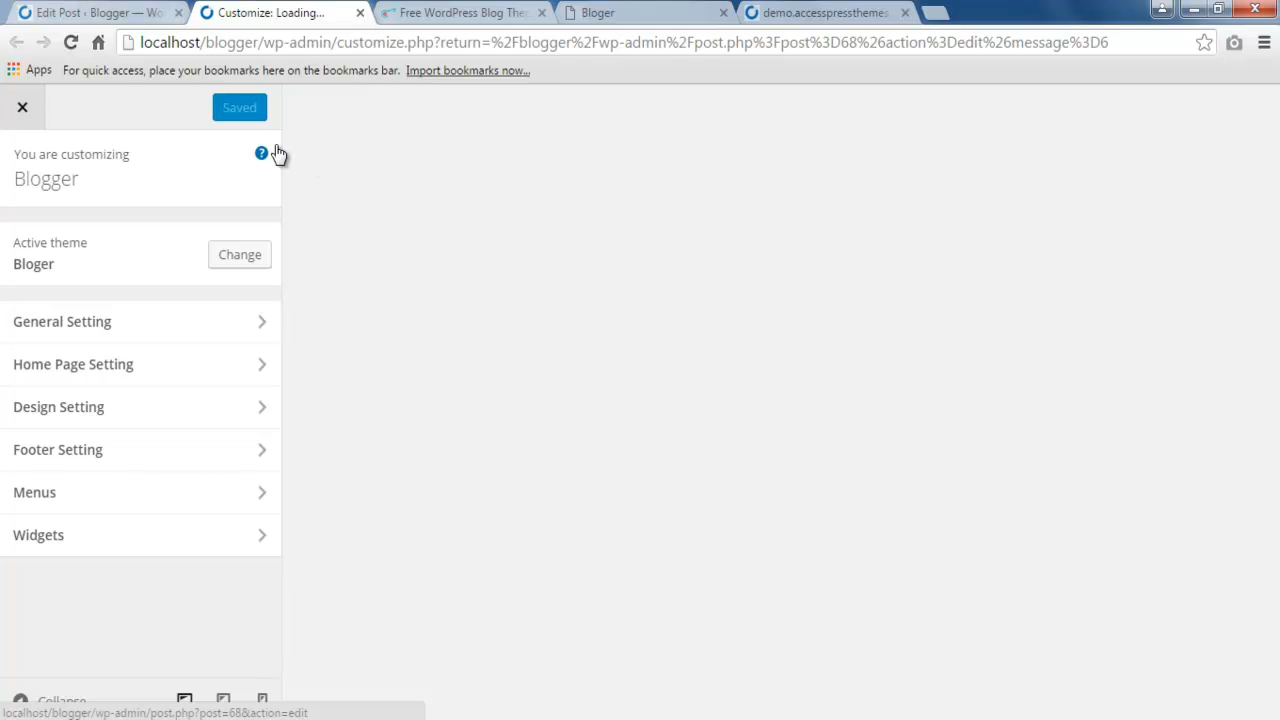 Edit Post ‹ Blogger — Wo
Customize: Loading...
Free WordPress Blog The
Bloger
demo.accesspressthemes
localhost/blogger/wp-admin/customize.php?return=%2Fblogger%2Fwp-admin%2Fpost.php%3Fpost%3D68%26action%3Dedit%26message%3D6
Apps
For quick access, place your bookmarks here on the bookmarks bar. Import bookmarks now...
Saved
You are customizing
?
Blogger
Active theme
Bloger
Change
General Setting
Home Page Setting
Design Setting
Footer Setting
Menus
Widgets
Collapse
localhost/blogger/wp-admin/post.php?post=68&action=edit